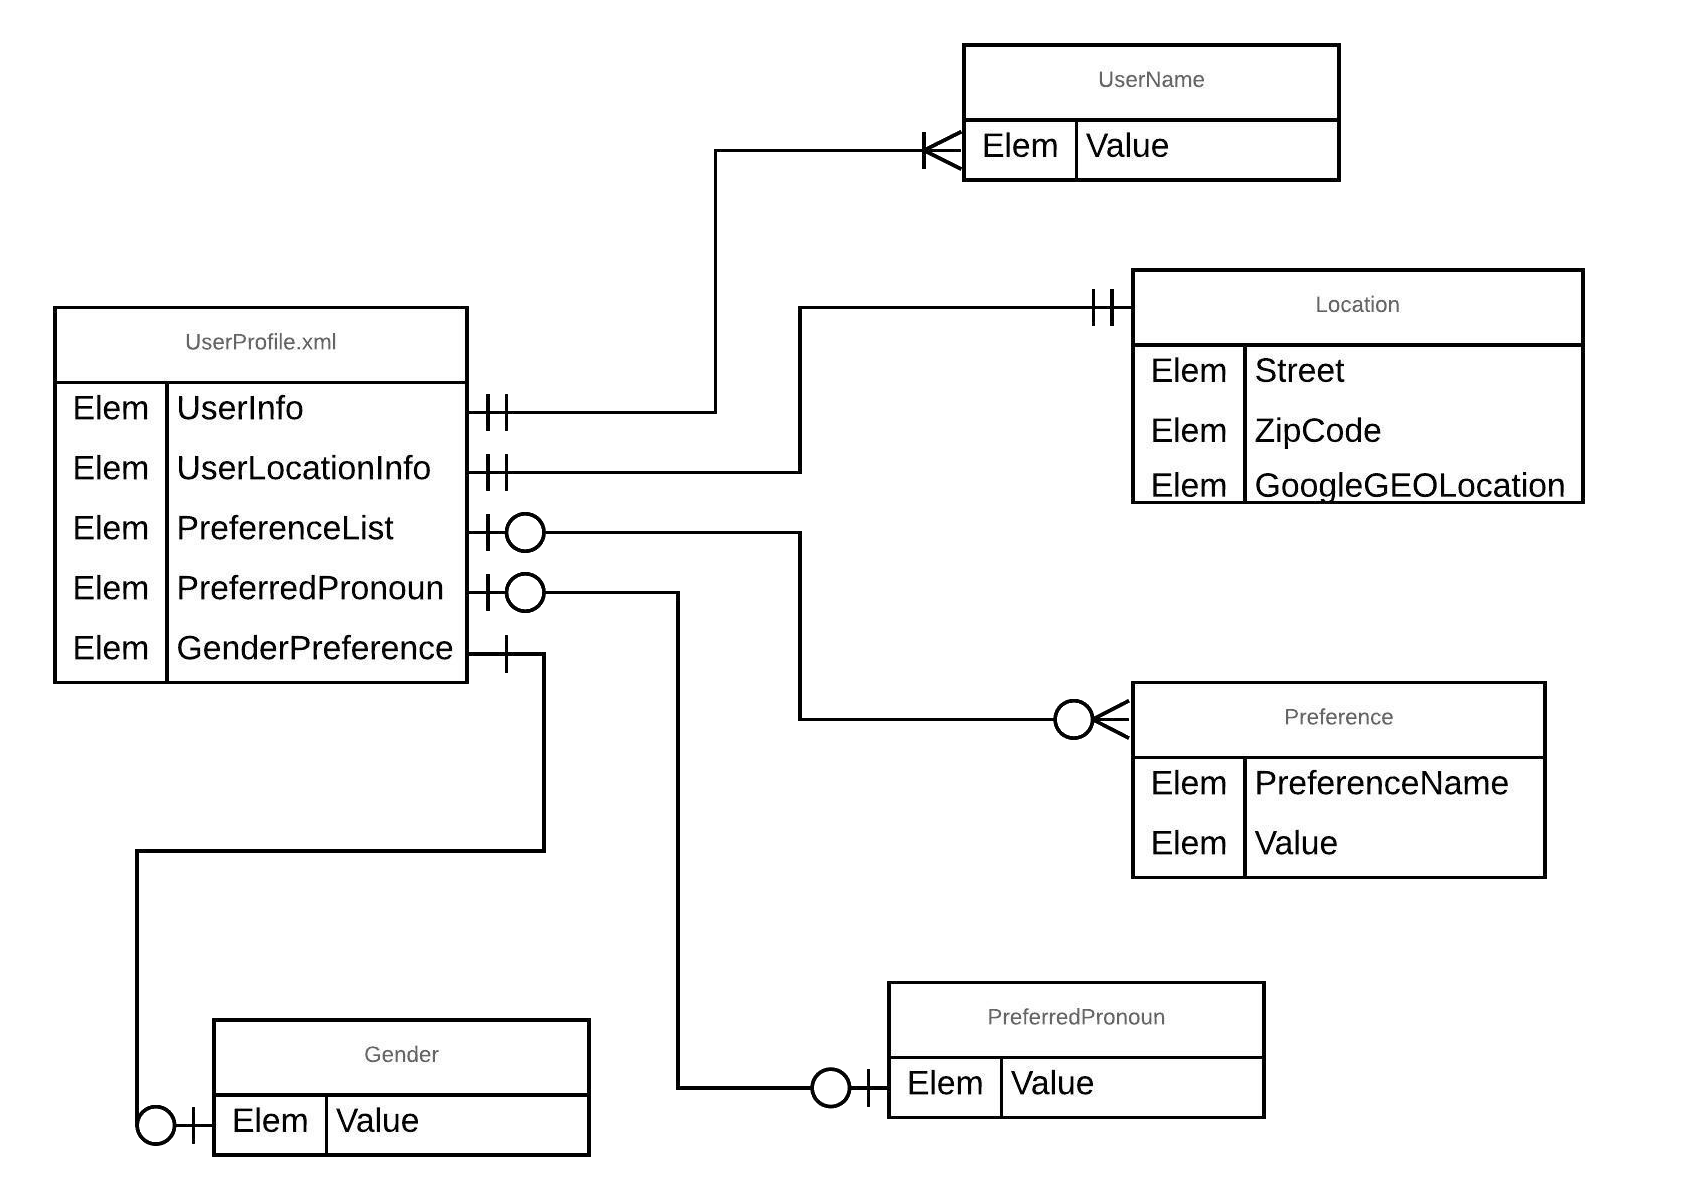 UserName
Elem Value
Location
Elem Street
Elem ZipCode
Elem GoogleGEOLocation
UserProfile.xml
Elem UserInfo
Elem UserLocationInfo
Elem PreferenceList
Elem PreferredPronoun
Elem GenderPreference
Preference
Elem PreferenceName
Elem Value
PreferredPronoun
Elem Value
Gender
Elem Value